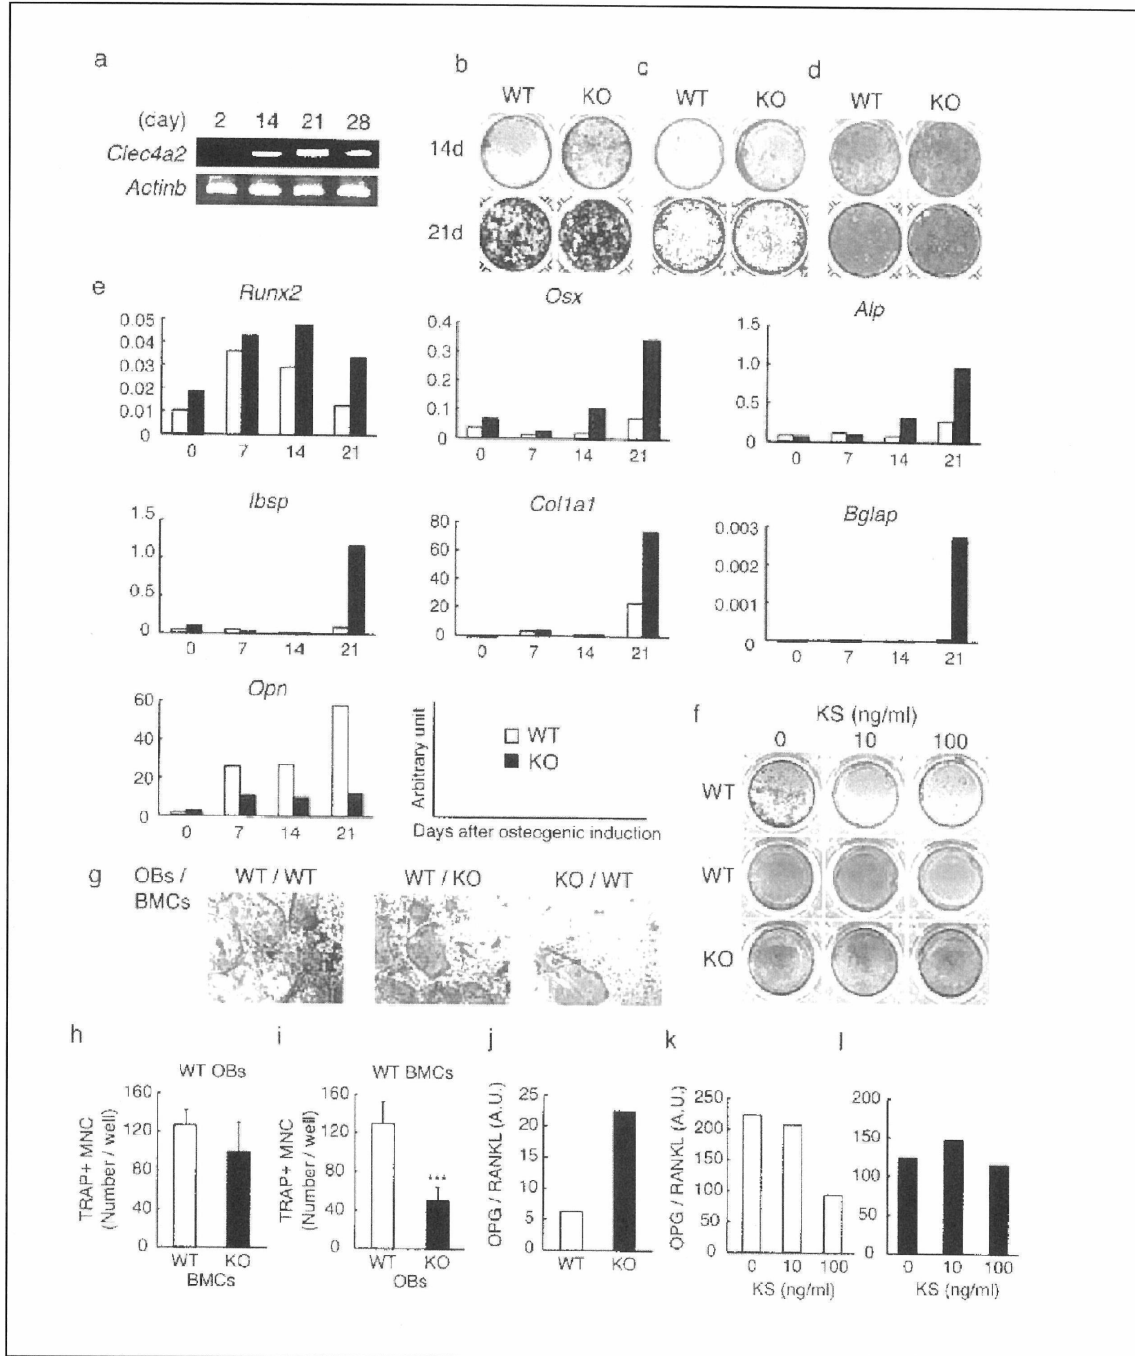 a
(day) 2 14 21 28
Clec4a2
Actinb
b
WT KO
c
WT KO
d
WT KO
14d
21d
e
Runx2
0.05
0.04
0.03
0.02
0.01
0
0 7 14 21
Osx
0.4
0.3
0.2
0.1
0
0 7 14 21
Alp
1.5
1.0
0.5
0
0 7 14 21
Ibsp
1.5
1.0
0.5
0
0 7 14 21
Col1a1
80
60
40
20
0
0 7 14 21
Bglap
0.003
0.002
0.001
0
0 7 14 21
Opn
60
40
20
0
0 7 14 21
Arbitrary unit
WT
KO
Days after osteogenic induction
f
KS (ng/ml)
0 10 100
WT
WT
KO
g
OBs / BMCs
WT / WT
WT / KO
KO / WT
h
WT OBs
TRAP+ MNC
(Number / well)
160
120
80
40
0
WT KO
BMCs
i
WT BMCs
TRAP+ MNC
(Number / well)
160
120
80
40
0
***
WT KO
OBs
j
OPG / RANKL (A.U.)
25
20
15
10
5
0
WT KO
k
OPG / RANKL (A.U.)
250
200
150
100
50
0
0 10 100
KS (ng/ml)
l
200
150
100
50
0
0 10 100
KS (ng/ml)